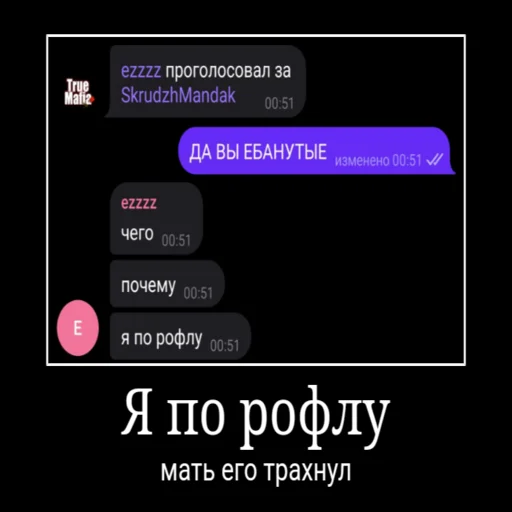 ezzzz проголосовал за
True
Mafia
SkrudzhMandak 00:51
ДА ВЫ ЕБАНУТЫЕ изменено 00:51
ezzzz
чего 00:51
почему 00:51
E
я по рофлу 00:51
Я по рофлу
мать его трахнул